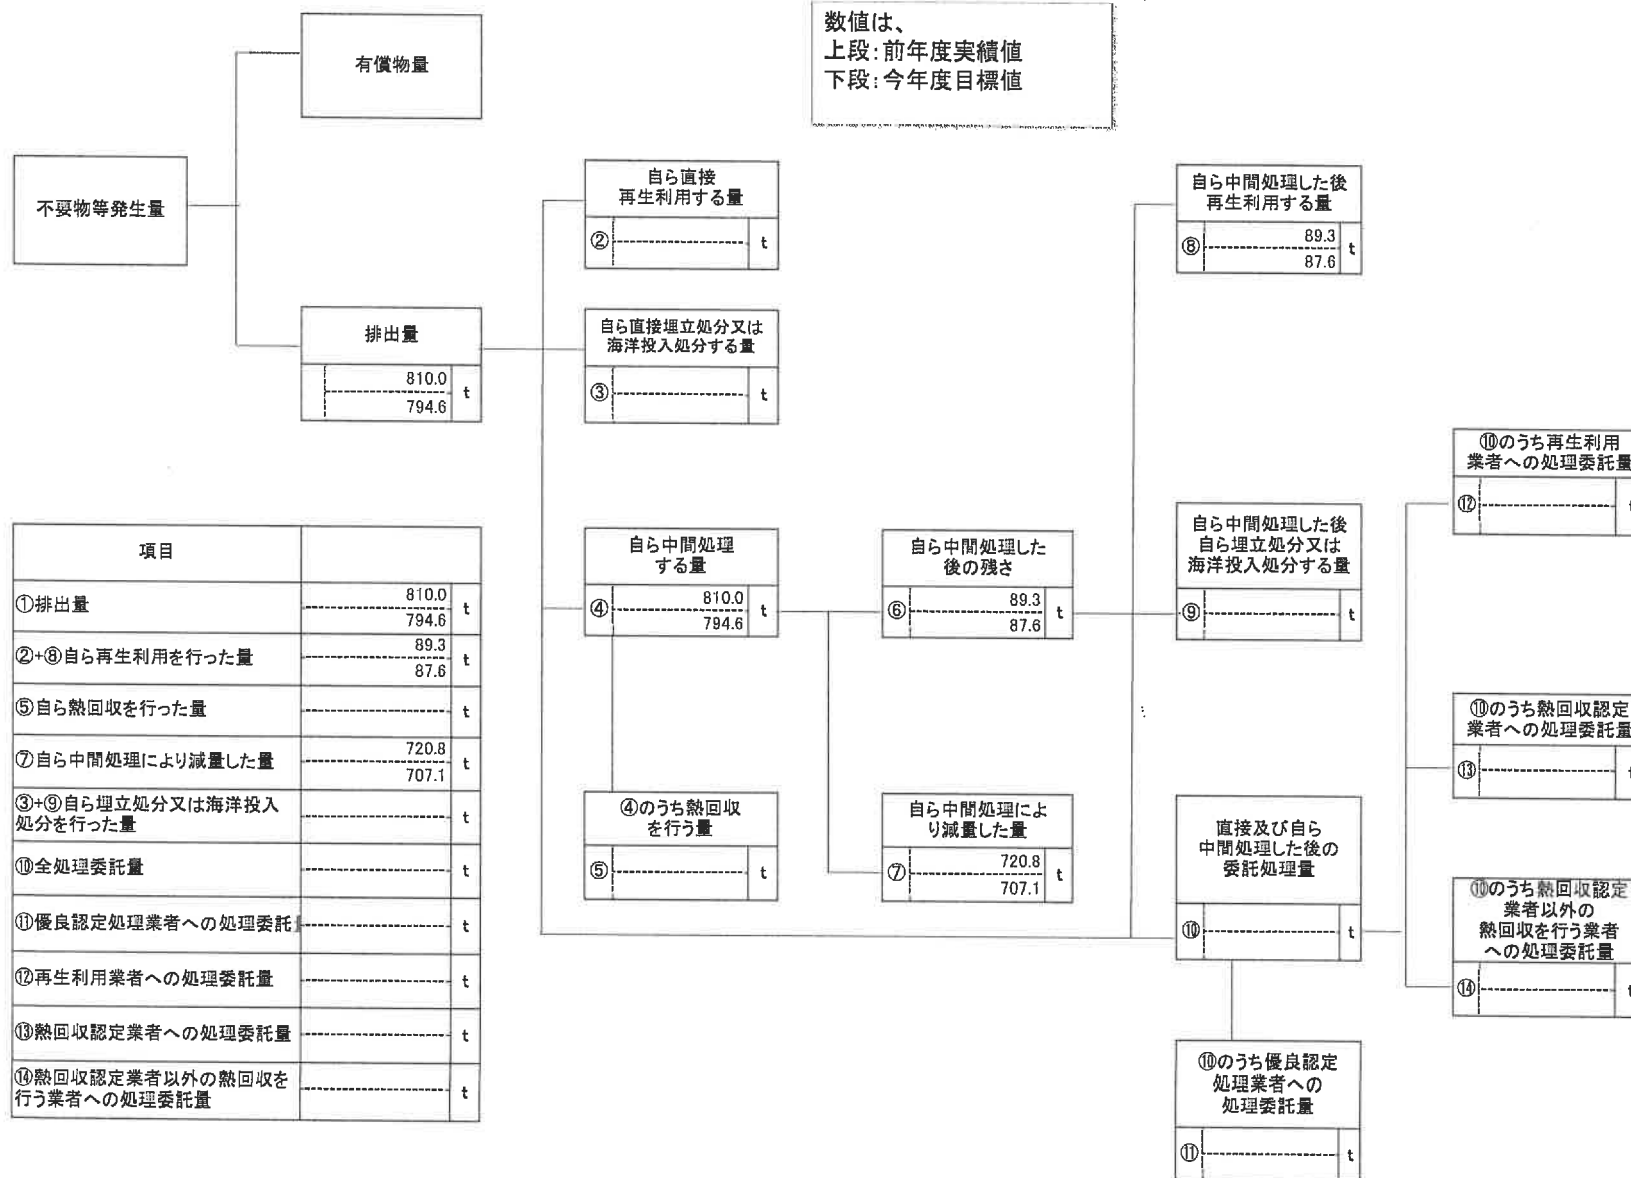 数値は、
上段:前年度実績値
下段:今年度目標値
有償物量
不要物等発生量
排出量
810.0
794.6
t
自ら直接
再生利用する量
②
t
自ら直接埋立処分又は
海洋投入処分する量
③
t
自ら中間処理した後
再生利用する量
⑧
89.3
87.6
t
自ら中間処理
する量
④
810.0
794.6
t
自ら中間処理した
後の残さ
⑥
89.3
87.6
t
自ら中間処理した後
自ら埋立処分又は
海洋投入処分する量
⑨
t
④のうち熱回収
を行う量
⑤
t
自ら中間処理によ
り減量した量
⑦
720.8
707.1
t
直接及び自ら
中間処理した後の
委託処理量
⑩
t
⑩のうち優良認定
処理業者への
処理委託量
⑪
t
⑩のうち再生利用
業者への処理委託量
⑫
⑩のうち熱回収認定
業者への処理委託量
⑬
⑩のうち熱回収認定
業者以外の
熱回収を行う業者
への処理委託量
⑭
項目
①排出量
810.0
794.6
t
②+⑧自ら再生利用を行った量
89.3
87.6
t
⑤自ら熱回収を行った量
t
⑦自ら中間処理により減量した量
720.8
707.1
t
③+⑨自ら埋立処分又は海洋投入
処分を行った量
t
⑩全処理委託量
t
⑪優良認定処理業者への処理委託
t
⑫再生利用業者への処理委託量
t
⑬熱回収認定業者への処理委託量
t
⑭熱回収認定業者以外の熱回収を
行う業者への処理委託量
t